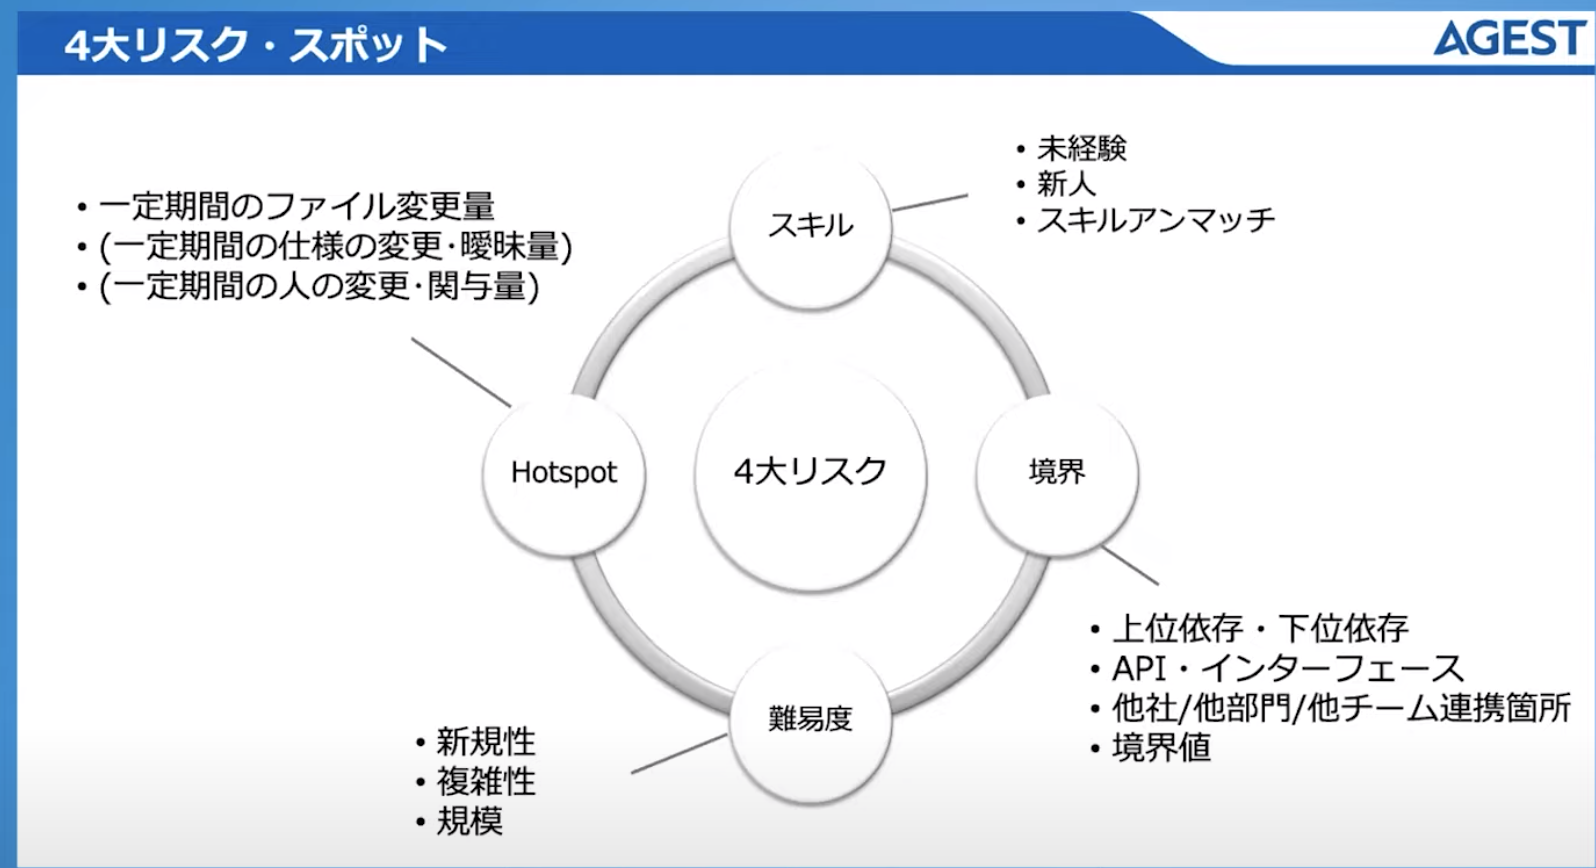 4大リスク・スポット
AGEST
• 一定期間のファイル変更量
• (一定期間の仕様の変更･曖昧量)
• (一定期間の人の変更･関与量)
スキル
• 未経験
• 新人
• スキルアンマッチ
Hotspot
4大リスク
境界
• 上位依存・下位依存
• API・インターフェース
• 他社/他部門/他チーム連携箇所
• 境界値
難易度
• 新規性
• 複雑性
• 規模